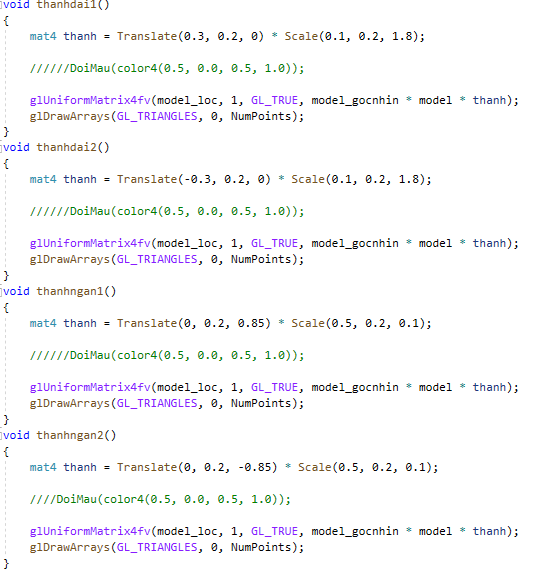 void thanhdai1()
{
    mat4 thanh = Translate(0.3, 0.2, 0) * Scale(0.1, 0.2, 1.8);

    //////DoiMau(color4(0.5, 0.0, 0.5, 1.0));

    glUniformMatrix4fv(model_loc, 1, GL_TRUE, model_gocnhin * model * thanh);
    glDrawArrays(GL_TRIANGLES, 0, NumPoints);
}
void thanhdai2()
{
    mat4 thanh = Translate(-0.3, 0.2, 0) * Scale(0.1, 0.2, 1.8);

    //////DoiMau(color4(0.5, 0.0, 0.5, 1.0));

    glUniformMatrix4fv(model_loc, 1, GL_TRUE, model_gocnhin * model * thanh);
    glDrawArrays(GL_TRIANGLES, 0, NumPoints);
}
void thanhngan1()
{
    mat4 thanh = Translate(0, 0.2, 0.85) * Scale(0.5, 0.2, 0.1);

    //////DoiMau(color4(0.5, 0.0, 0.5, 1.0));

    glUniformMatrix4fv(model_loc, 1, GL_TRUE, model_gocnhin * model * thanh);
    glDrawArrays(GL_TRIANGLES, 0, NumPoints);
}
void thanhngan2()
{
    mat4 thanh = Translate(0, 0.2, -0.85) * Scale(0.5, 0.2, 0.1);

    ////DoiMau(color4(0.5, 0.0, 0.5, 1.0));

    glUniformMatrix4fv(model_loc, 1, GL_TRUE, model_gocnhin * model * thanh);
    glDrawArrays(GL_TRIANGLES, 0, NumPoints);
}